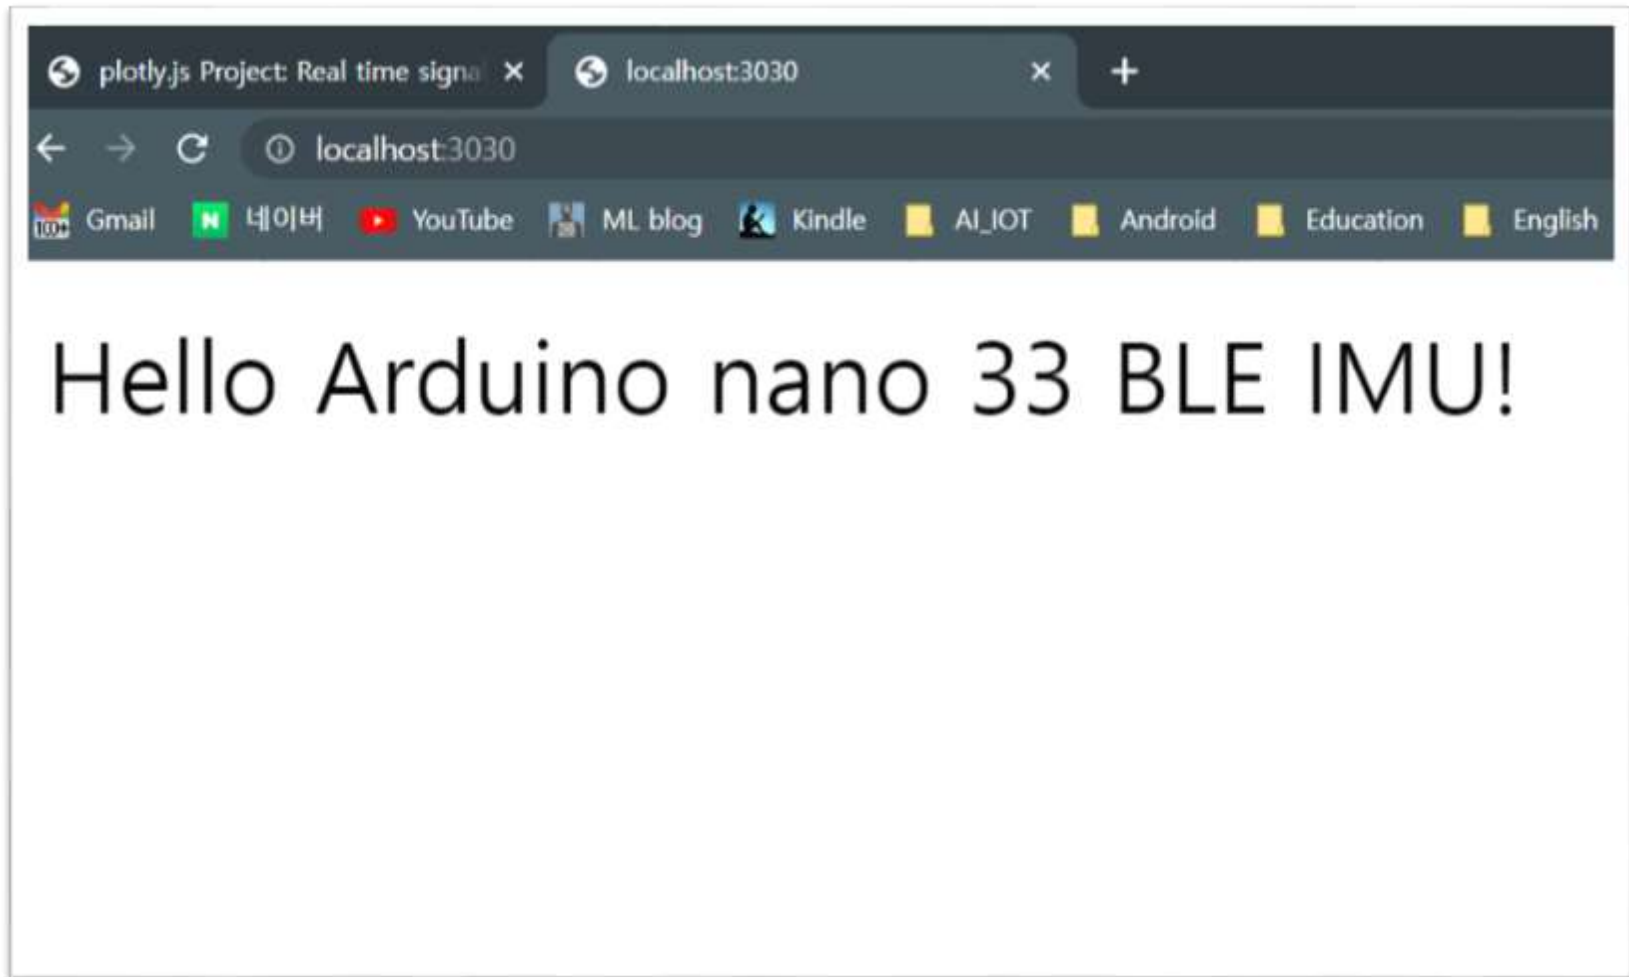 plotly.js Project: Real time signa localhost:3030
localhost:3030
Gmail 네이버 YouTube ML blog Kindle AI_IOT Android Education English
Hello Arduino nano 33 BLE IMU!